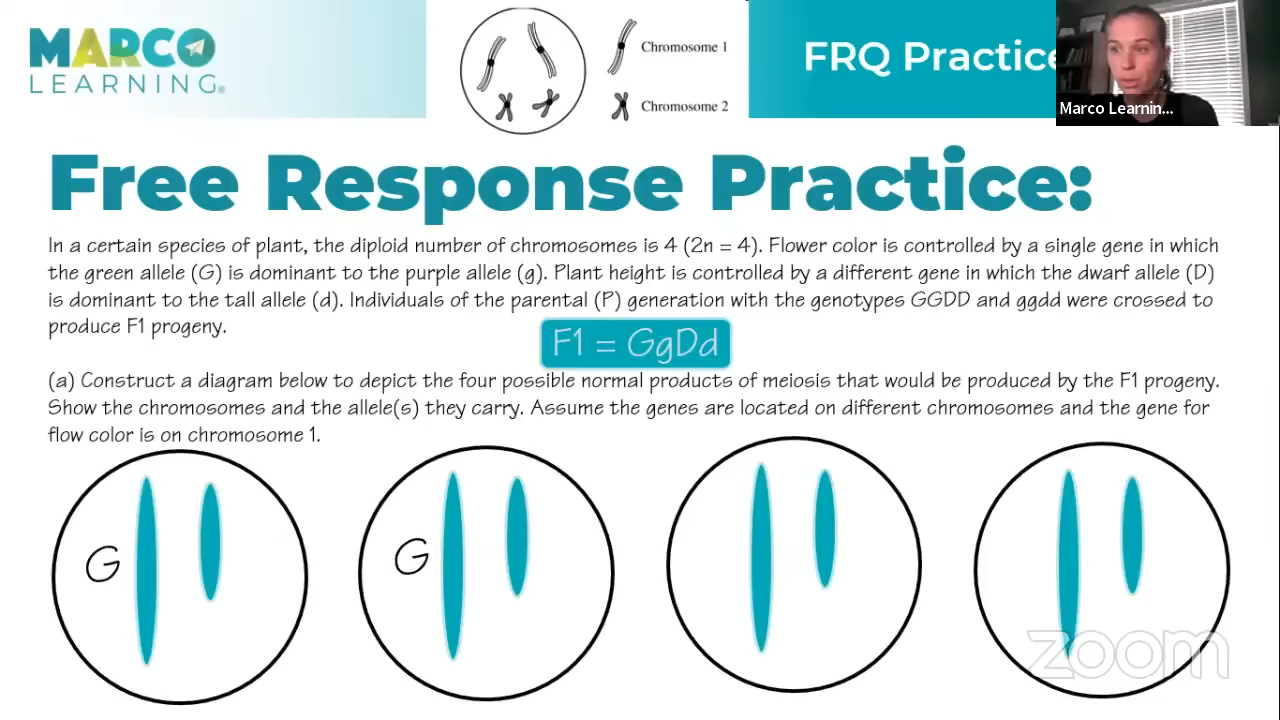 MARCO
LEARNING®
Chromosome 1
Chromosome 2
FRQ Practice
Marco Learnin...
Free Response Practice:
In a certain species of plant, the diploid number of chromosomes is 4 (2n = 4). Flower color is controlled by a single gene in which
the green allele (G) is dominant to the purple allele (g). Plant height is controlled by a different gene in which the dwarf allele (D)
is dominant to the tall allele (d). Individuals of the parental (P) generation with the genotypes GGDD and ggdd were crossed to
produce F1 progeny.
F1 = GgDd
(a) Construct a diagram below to depict the four possible normal products of meiosis that would be produced by the F1 progeny.
Show the chromosomes and the allele(s) they carry. Assume the genes are located on different chromosomes and the gene for
flow color is on chromosome 1.
G
G
zoom